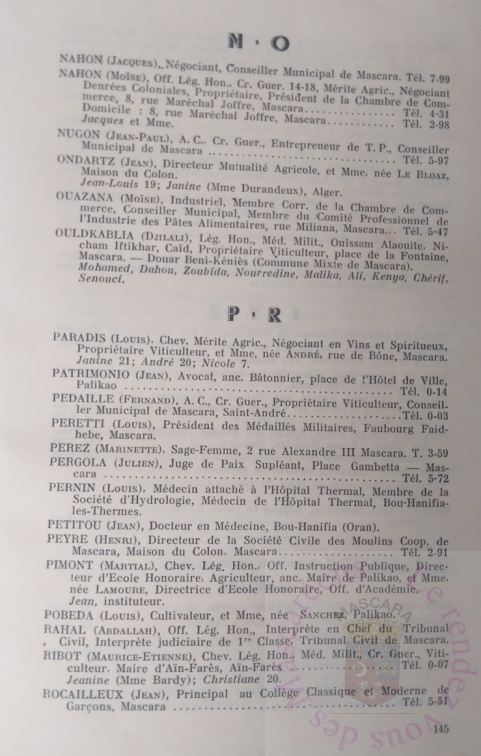 N · O
NAHON (JACQUES), Négociant, Conseiller Municipal de Mascara. Tél. 7-99
NAHON (MOÏSE), Off. Lég. Hon., Cr. Guer. 14-18, Mérite Agric., Négociant
Denrées Coloniales, Propriétaire, Président de la Chambre de Com-
merce, 8, rue Maréchal Joffre, Mascara............ Tél. 4-31
Domicile : 8, rue Maréchal Joffre, Mascara............ Tél. 2-98
Jacques et Mme.
NUGON (JEAN-PAUL), A. C., Cr. Guer., Entrepreneur de T. P., Conseiller
Municipal de Mascara ........................ Tél. 5-97
ONDARTZ (JEAN), Directeur Mutualité Agricole, et Mme. née LE BLOAZ,
Maison du Colon.
Jean-Louis 19; Janine (Mme Durandeux), Alger.
OUAZANA (MOÏSE), Industriel, Membre Corr. de la Chambre de Com-
merce, Conseiller Municipal, Membre du Comité Professionnel de
l'Industrie des Pâtes Alimentaires, rue Miliana, Mascara... Tél. 5-47
OULDKABLIA (DJILALI), Lég. Hon., Méd. Milit., Ouissam Alaouite. Ni-
cham Iftikhar, Caïd, Propriétaire Viticulteur, place de la Fontaine,
Mascara. — Douar Beni-Kéniès (Commune Mixte de Mascara).
Mohamed, Dahou, Zoubida, Nourredine, Malika, Ali, Kenya, Chérif,
Senouci.
P · R
PARADIS (LOUIS). Chev. Mérite Agric., Négociant en Vins et Spiritueux,
Propriétaire Viticulteur, et Mme, née ANDRÉ, rue de Bône, Mascara.
Janine 21; André 20; Nicole 7.
PATRIMONIO (JEAN), Avocat, anc. Bâtonnier, place de l'Hôtel de Ville,
Palikao ........................ Tél. 0-14
PEDAILLE (FERNAND), A. C., Cr. Guer., Propriétaire Viticulteur, Conseil-
ler Municipal de Mascara, Saint-André............ Tél. 0-03
PERETTI (LOUIS), Président des Médaillés Militaires, Faubourg Faid-
hebe, Mascara.
PEREZ (MARINETTE). Sage-Femme, 2 rue Alexandre III Mascara. T. 3-59
PERGOLA (JULIEN), Juge de Paix Supléant, Place Gambetta — Mas-
cara ........................ Tél. 5-72
PERNIN (LOUIS), Médecin attaché à l'Hôpital Thermal, Membre de la
Société d'Hydrologie, Médecin de l'Hôpital Thermal, Bou-Hanifia-
les-Thermes.
PETITOU (JEAN), Docteur en Médecine, Bou-Hanifia (Oran).
PEYRE (HENRI), Directeur de la Société Civile des Moulins Coop. de
Mascara, Maison du Colon. Mascara............ Tél. 2-91
PIMONT (MARTIAL), Chev. Lég. Hon., Off. Instruction Publique, Direc-
teur d'Ecole Honoraire. Agriculteur, anc. Maire de Palikao, et Mme.
née LAMOURE, Directrice d'Ecole Honoraire, Off. d'Académie.
Jean, instituteur.
POBEDA (LOUIS), Cultivateur, et Mme, née SANCHEZ, Palikao.
RAHAL (ABDALLAH), Off. Lég. Hon., Interprète en Chef du Tribunal
Civil, Interprète judiciaire de 1re Classe. Tribunal Civil de Mascara.
RIBOT (MAURICE-ETIENNE), Chev. Lég. Hon., Méd. Milit., Cr. Guer., Viti-
culteur. Maire d'Aïn-Farès, Aïn-Farès ............ Tél. 0-07
Jeanine (Mme Bardy); Christiane 20.
ROCAILLEUX (JEAN), Principal au Collège Classique et Moderne de
Garçons, Mascara ........................ Tél. 5-51
145
MASCARA